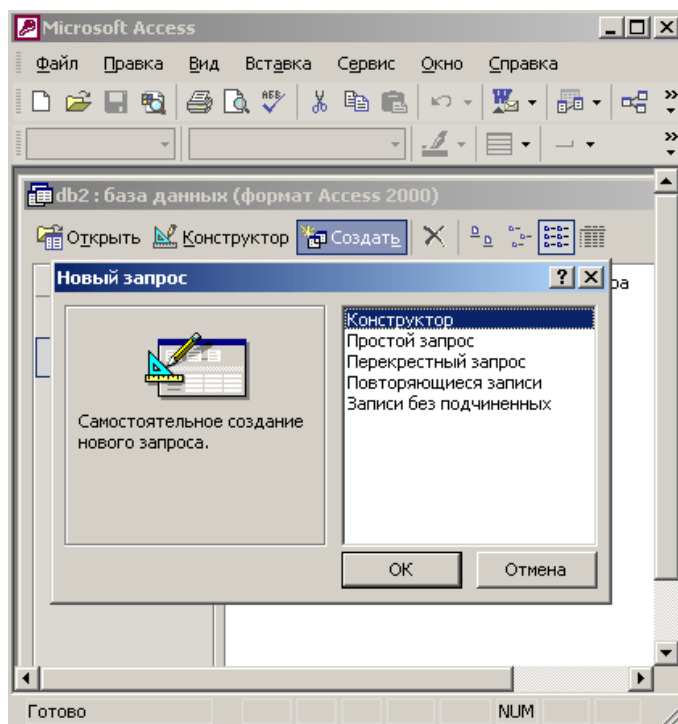 Microsoft Access
Файл Правка Вид Вставка Сервис Окно Справка
db2 : база данных (формат Access 2000)
Открыть Конструктор Создать
Новый запрос
ра
Конструктор
Простой запрос
Перекрестный запрос
Повторяющиеся записи
Записи без подчиненных
Самостоятельное создание
нового запроса.
ОК Отмена
Готово NUM